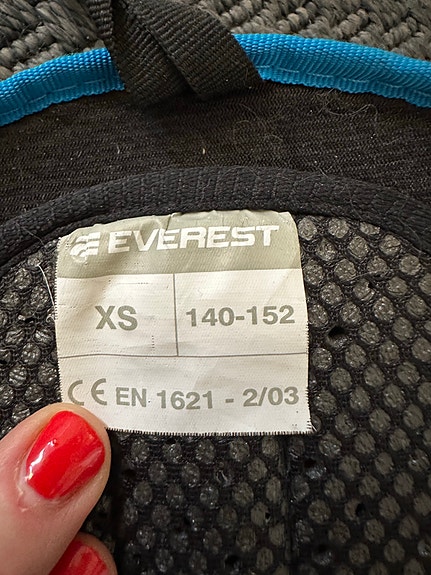 EVEREST
XS 140-152
CE EN 1621 - 2/03